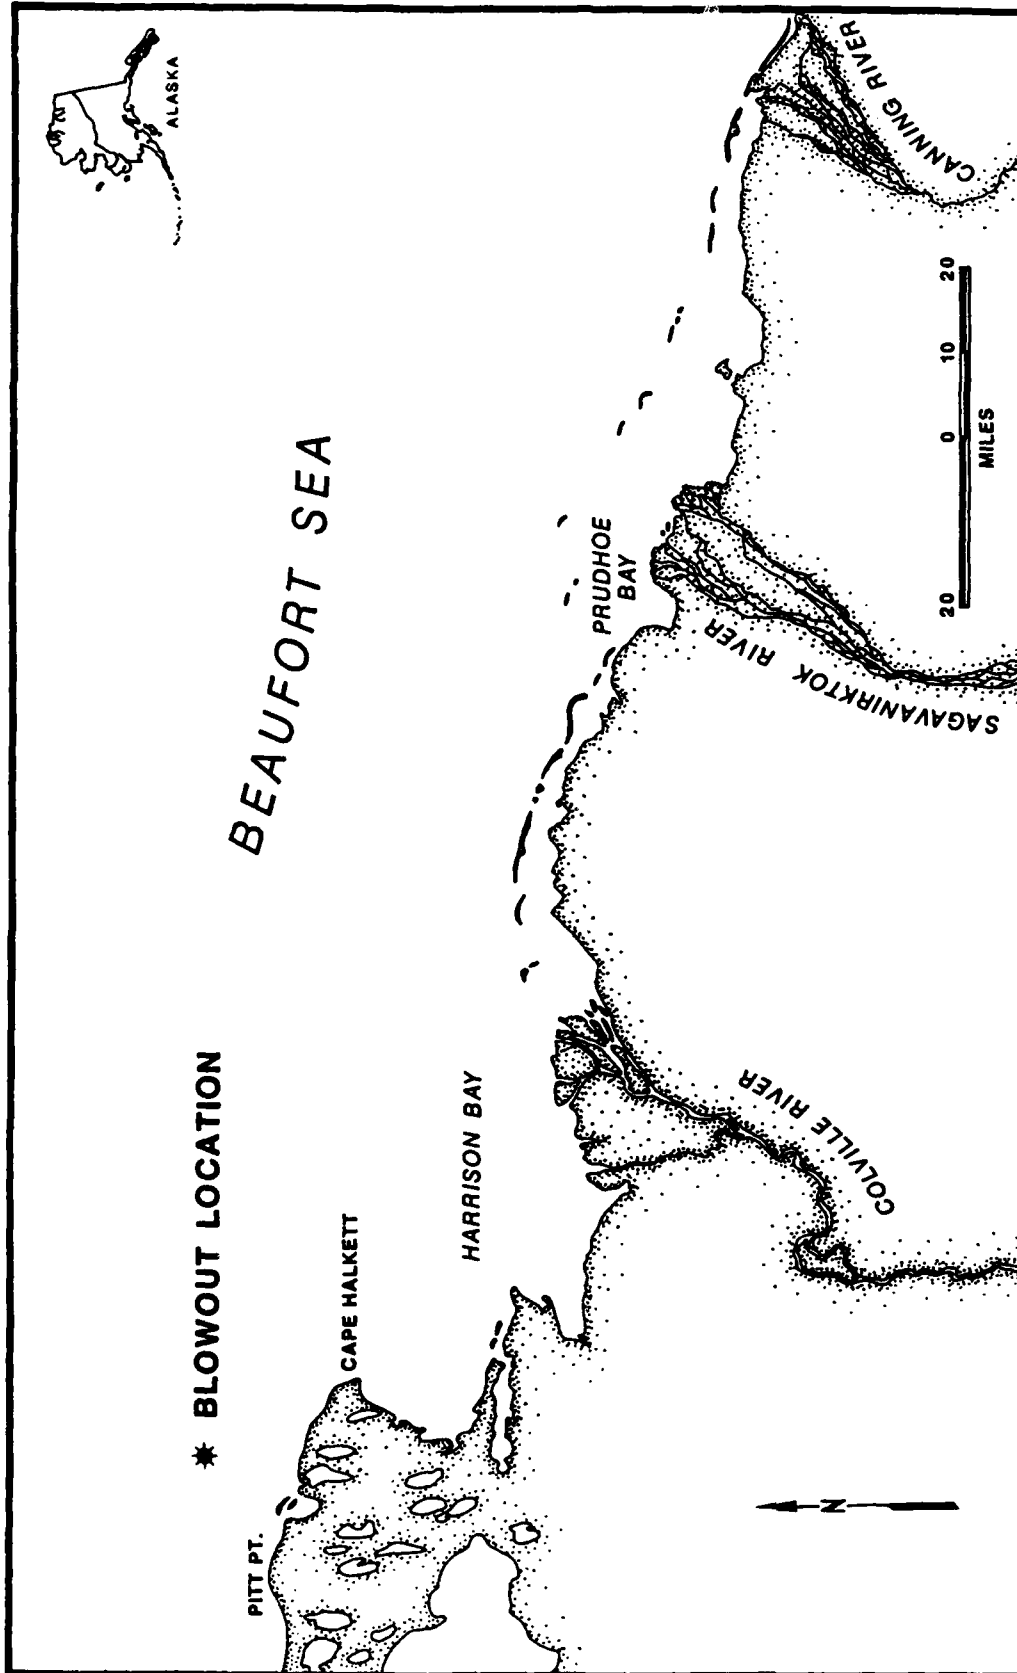 ALASKA
BEAUFORT SEA
BLOWOUT LOCATION
PITT PT.
CAPE HALKETT
HARRISON BAY
PRUDHOE
BAY
COLVILLE RIVER
SAGAVANIRKTOK RIVER
CANNING RIVER
N
20 0 10 20
MILES